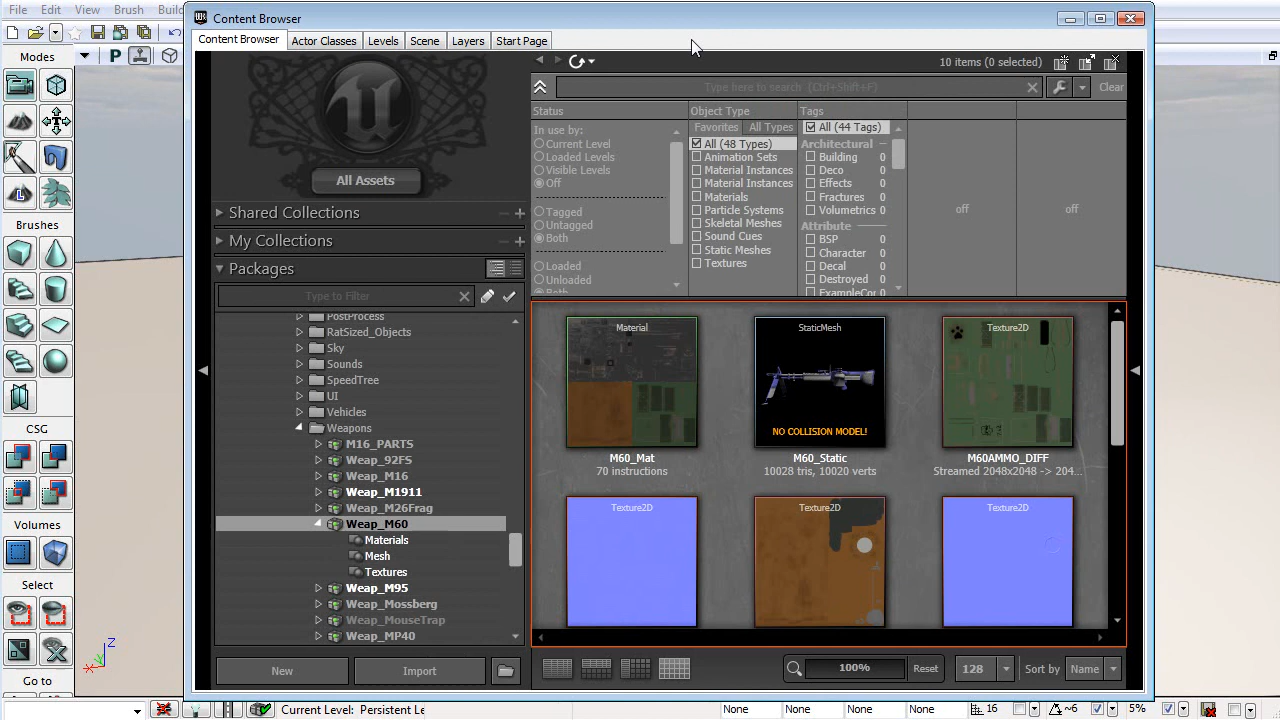 File Edit View Brush Build
Content Browser
Content Browser Actor Classes Levels Scene Layers Start Page
Modes
Brushes
CSG
Volumes
Select
Go to
P
All Assets
Shared Collections
My Collections
Packages
Type to Filter
PostProcess
RatSized_Objects
Sky
Sounds
SpeedTree
UI
Vehicles
Weapons
M16_PARTS
Weap_92FS
Weap_M16
Weap_M1911
Weap_M26Frag
Weap_M60
Materials
Mesh
Textures
Weap_M95
Weap_Mossberg
Weap_MouseTrap
Weap_MP40
New Import
10 items (0 selected)
Type here to search (Ctrl+Shift+F)
Clear
Status
In use by:
Current Level
Loaded Levels
Visible Levels
Off
Tagged
Untagged
Both
Loaded
Unloaded
Both
Object Type
Favorites All Types
All (48 Types)
Animation Sets
Material Instances
Material Instances
Materials
Particle Systems
Skeletal Meshes
Sound Cues
Static Meshes
Textures
Tags
All (44 Tags)
Architectural
Building 0
Deco 0
Effects 0
Fractures 0
Volumetrics 0
Attribute
BSP 0
Character 0
Decal 0
Destroyed 0
ExampleCor 0
off off
Material
M60_Mat
70 instructions
StaticMesh
NO COLLISION MODEL!
M60_Static
10028 tris, 10020 verts
Texture2D
M60AMMO_DIFF
Streamed 2048x2048 -> 204...
Texture2D Texture2D Texture2D
100% Reset 128 Sort by Name
Z
Current Level: Persistent Le
None None None None 16 ~6 5%